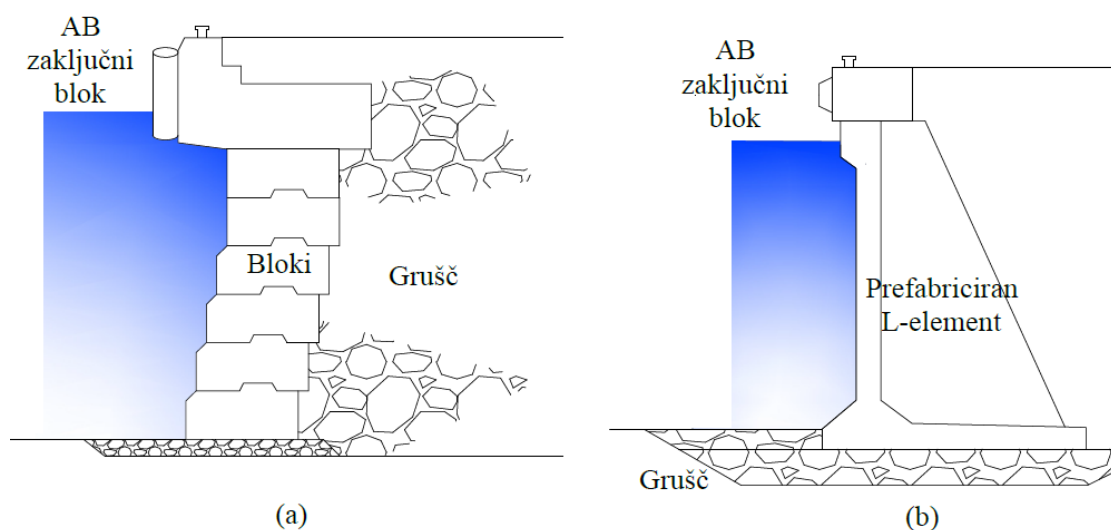 AB
zaključni
blok
Bloki
Grušč
(a)
AB
zaključni
blok
Prefabriciran
L-element
Grušč
(b)